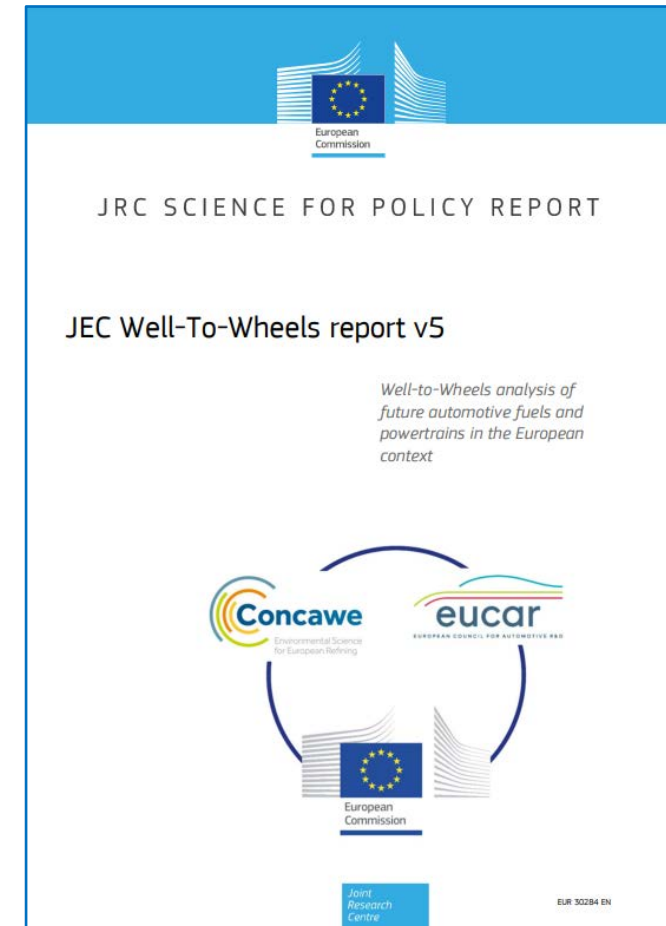 European
Commission
JRC SCIENCE FOR POLICY REPORT
JEC Well-To-Wheels report v5
Well-to-Wheels analysis of
future automotive fuels and
powertrains in the European
context
Concawe
Environmental Science
for European Refining
eucar
EUROPEAN COUNCIL FOR AUTOMOTIVE R&D
European
Commission
Joint
Research
Centre
EUR 30284 EN